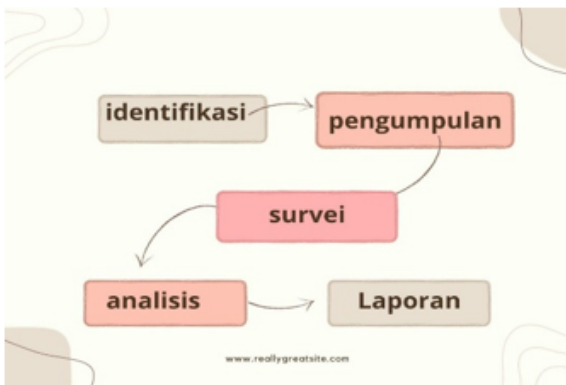 identifikasi
pengumpulan
survei
analisis
Laporan
www.reallygreatsite.com